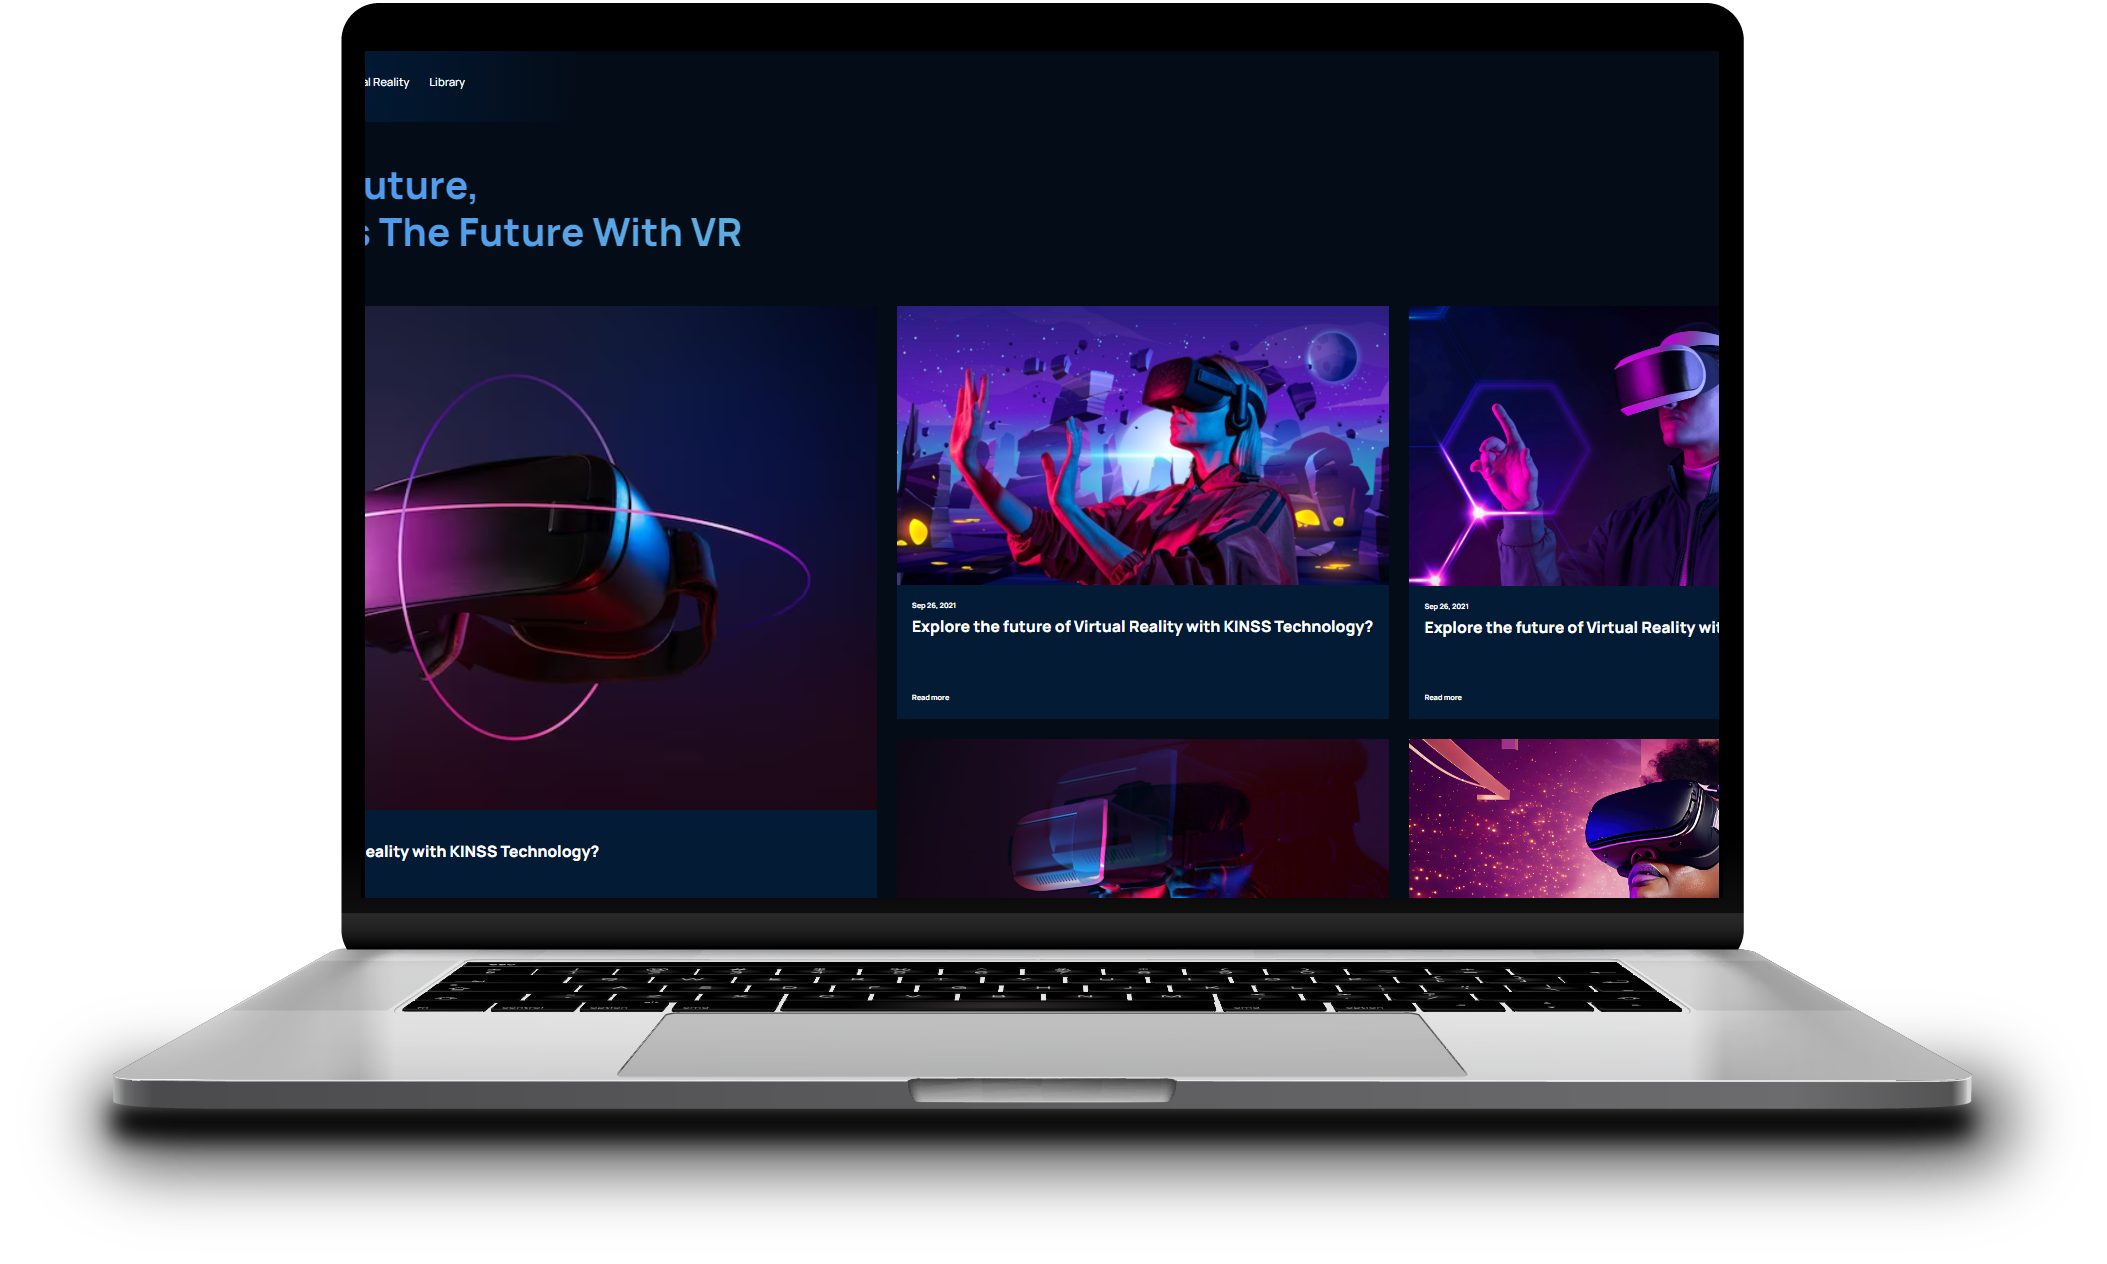 al Reality Library
uture,
s The Future With VR
Sep 26, 2021
Explore the future of Virtual Reality with KINSS Technology?
Read more
Sep 26, 2021
Explore the future of Virtual Reality wit
Read more
eality with KINSS Technology?